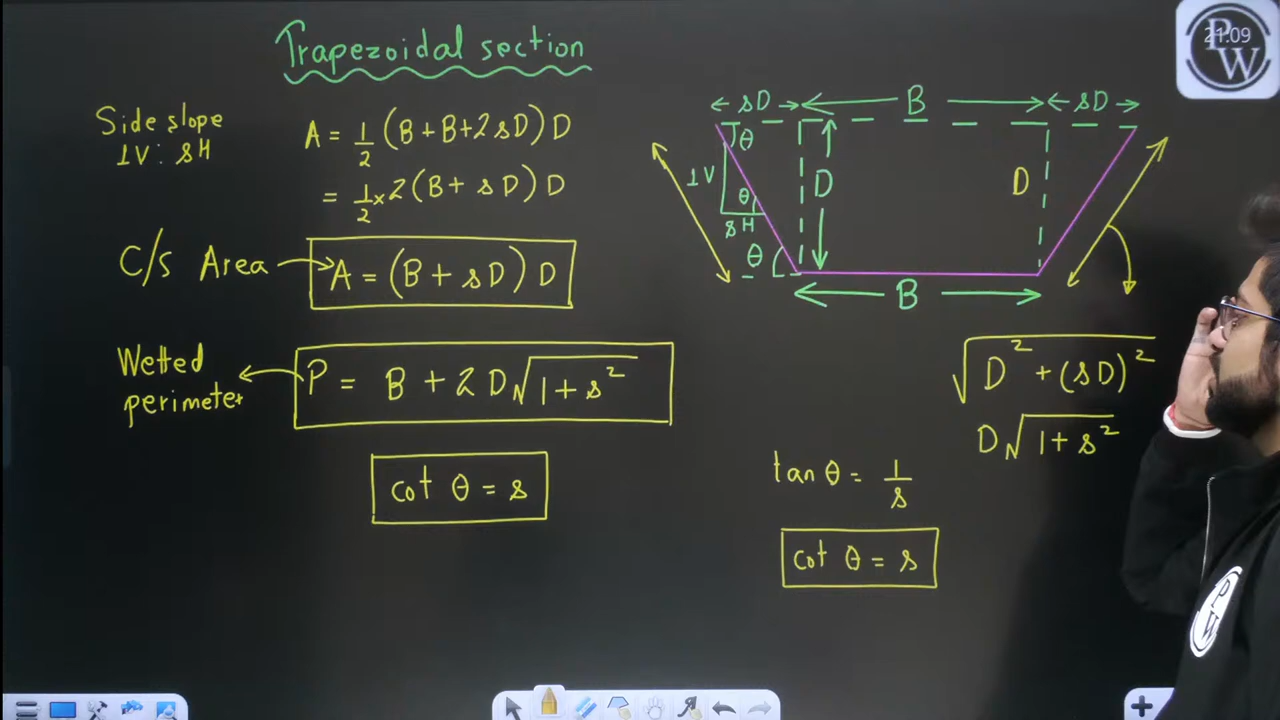 Trapezoidal section
Side slope
1V : sH
A = 1/2 (B + B + 2sD) D
= 1/2 × 2 (B + sD) D
C/s Area → A = (B + sD) D
Wetted perimeter ← P = B + 2D√(1 + s²)
cot θ = s
← sD → ← B → ← sD →
θ
1V
θ
sH
θ
D
D
B
√(D² + (sD)²)
D√(1 + s²)
tan θ = 1/s
cot θ = s
21:09
PW
PW